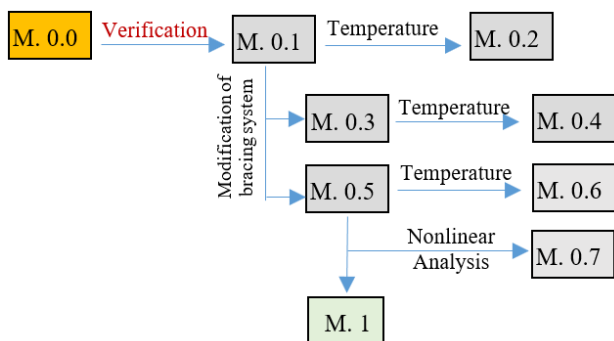 M. 0.0
Verification
M. 0.1
Temperature
M. 0.2
Modification of
bracing system
M. 0.3
Temperature
M. 0.4
M. 0.5
Temperature
M. 0.6
Nonlinear
Analysis
M. 0.7
M. 1